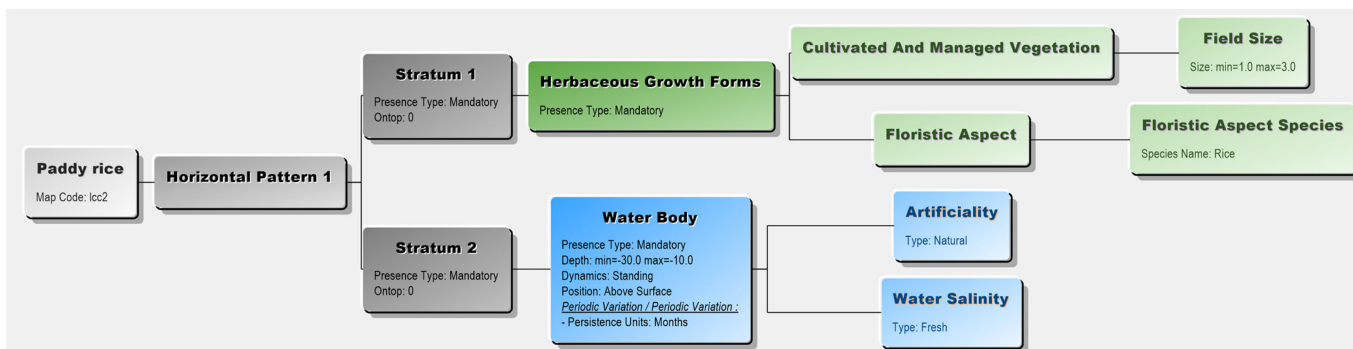 Paddy rice
Map Code: lcc2
Horizontal Pattern 1
Stratum 1
Presence Type: Mandatory
Ontop: 0
Herbaceous Growth Forms
Presence Type: Mandatory
Cultivated And Managed Vegetation
Field Size
Size: min=1.0 max=3.0
Floristic Aspect
Floristic Aspect Species
Species Name: Rice
Stratum 2
Presence Type: Mandatory
Ontop: 0
Water Body
Presence Type: Mandatory
Depth: min=-30.0 max=-10.0
Dynamics: Standing
Position: Above Surface
Periodic Variation / Periodic Variation :
- Persistence Units: Months
Artificiality
Type: Natural
Water Salinity
Type: Fresh